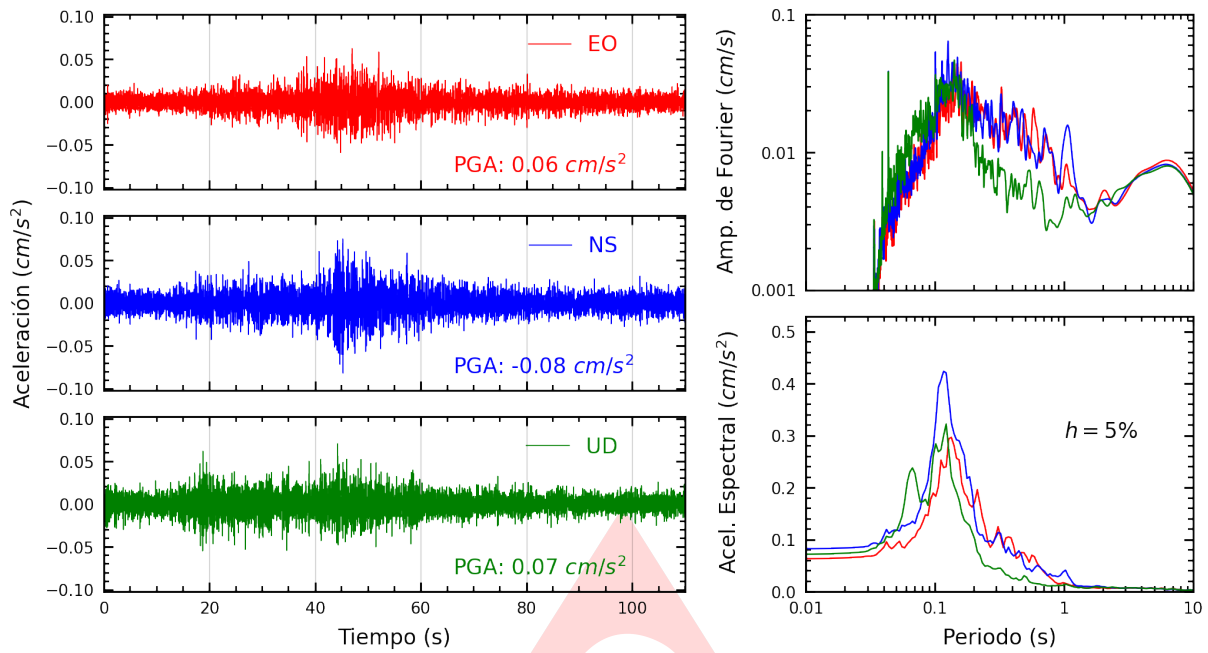 Aceleración (cm/s²)
0.10
0.05
0.00
−0.05
−0.10
EO
PGA: 0.06 cm/s²
0.10
0.05
0.00
−0.05
−0.10
NS
PGA: -0.08 cm/s²
0.10
0.05
0.00
−0.05
−0.10
UD
PGA: 0.07 cm/s²
0 20 40 60 80 100
Tiempo (s)
Amp. de Fourier (cm/s)
0.1
0.01
0.001
Acel. Espectral (cm/s²)
0.5
0.4
0.3
0.2
0.1
0.0
h = 5%
0.01 0.1 1 10
Periodo (s)